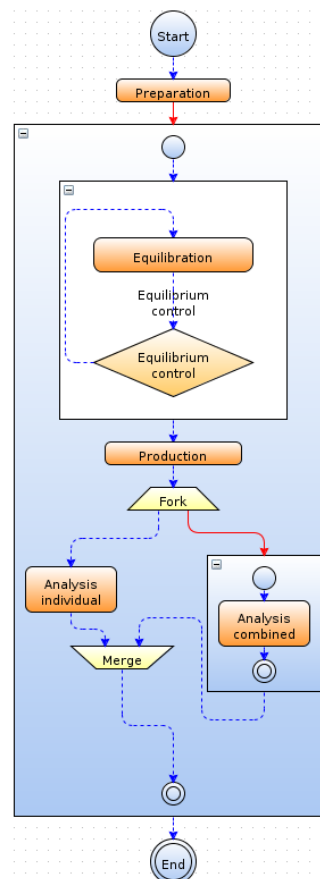 Start
Preparation
Equilibration
Equilibrium
control
Equilibrium
control
Production
Fork
Analysis
individual
Analysis
combined
Merge
End